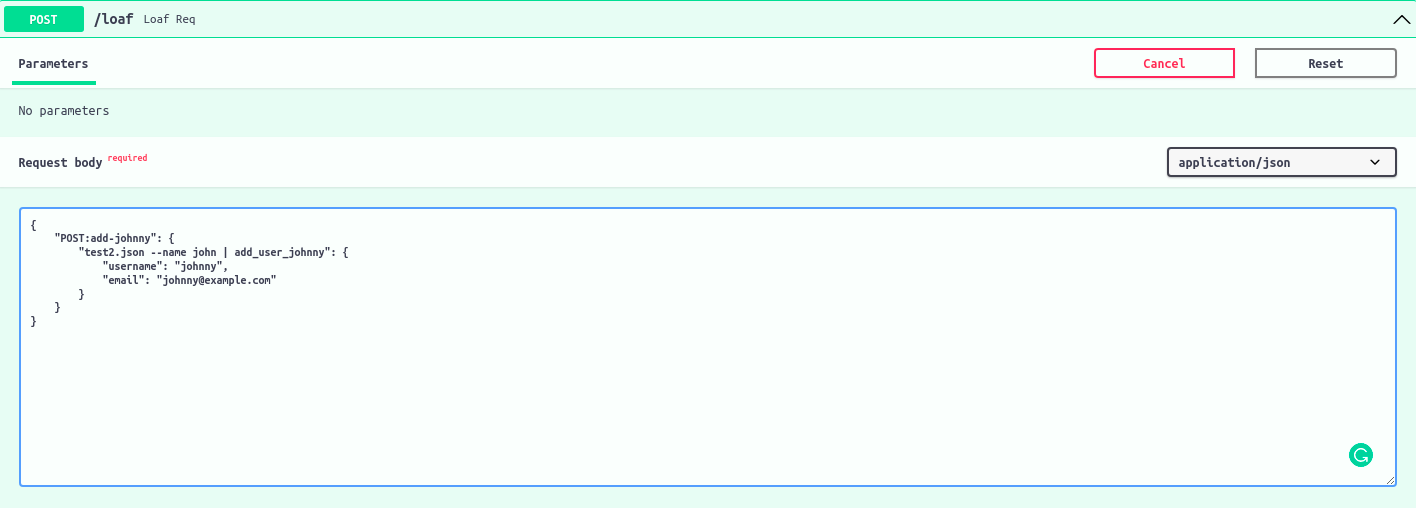 POST /loaf Loaf Req
Parameters
Cancel
Reset
No parameters
Request body required
application/json
{
    "POST:add-johnny": {
        "test2.json --name john | add_user_johnny": {
            "username": "johnny",
            "email": "johnny@example.com"
        }
    }
}